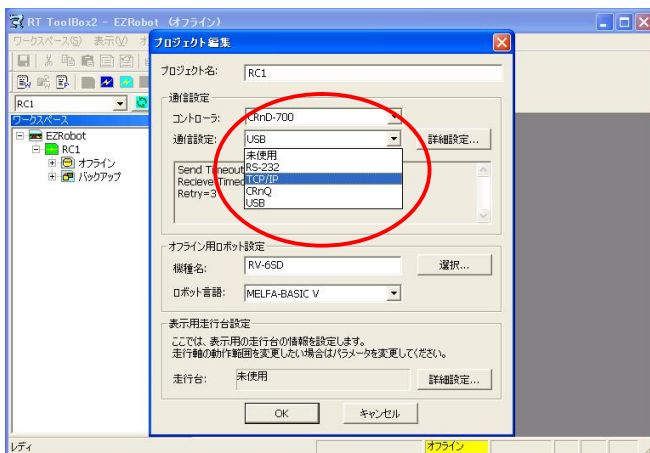 RT ToolBox2 - EZRobot (オフライン)
ワークスペース(S) 表示(V) オ
プロジェクト編集
プロジェクト名: RC1
通信設定
コントローラ: CRnD-700
通信設定: USB 詳細設定...
未使用
RS-232
TCP/IP
CRnQ
USB
Send Timeout
Recieve Timeo
Retry=3
オフライン用ロボット設定
機種名: RV-6SD 選択...
ロボット言語: MELFA-BASIC V
表示用走行台設定
ここでは、表示用の走行台の情報を設定します。
走行軸の動作範囲を変更したい場合はパラメータを変更してください。
走行台: 未使用 詳細設定...
OK キャンセル
RC1
ワークスペース
EZRobot
RC1
オフライン
バックアップ
レディ オフライン